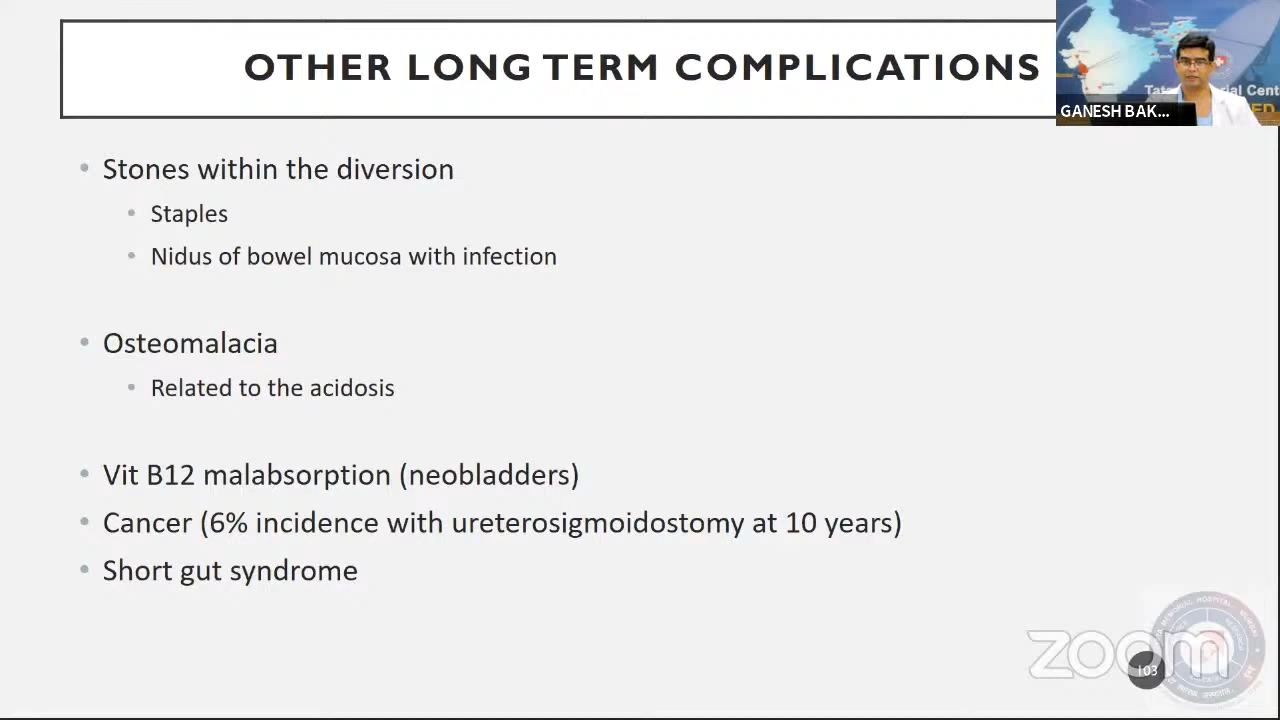 OTHER LONG TERM COMPLICATIONS
GANESH BAK...
• Stones within the diversion
• Staples
• Nidus of bowel mucosa with infection
• Osteomalacia
• Related to the acidosis
• Vit B12 malabsorption (neobladders)
• Cancer (6% incidence with ureterosigmoidostomy at 10 years)
• Short gut syndrome
zoom
103